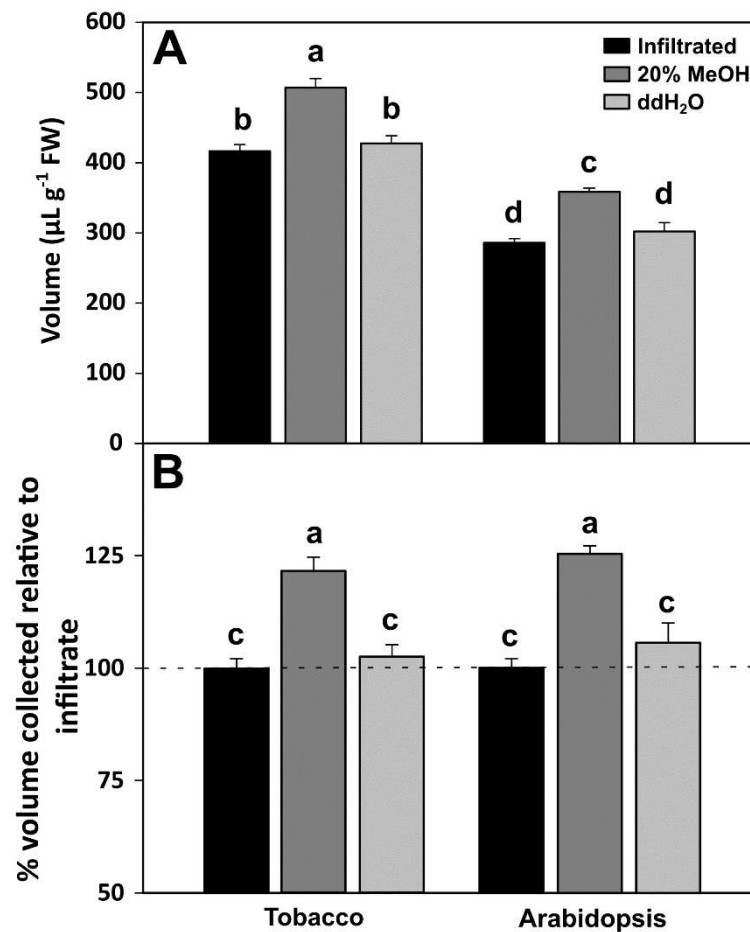 A
Infiltrated
20% MeOH
ddH₂O
Volume (µL g⁻¹ FW)
600
500
400
300
200
100
0
b
a
b
d
c
d
B
% volume collected relative to
infiltrate
125
100
75
50
c
a
c
c
a
c
Tobacco
Arabidopsis